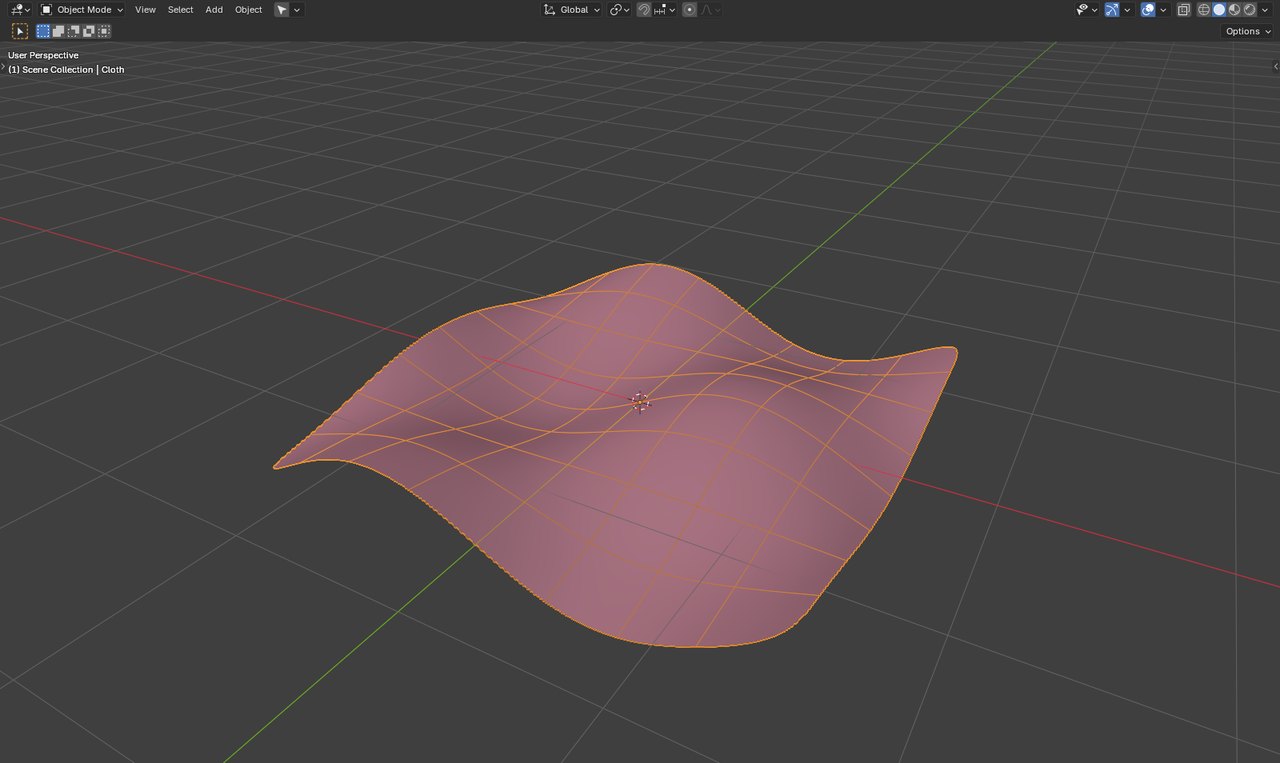 Object Mode View Select Add Object Global
Options
User Perspective
(1) Scene Collection | Cloth